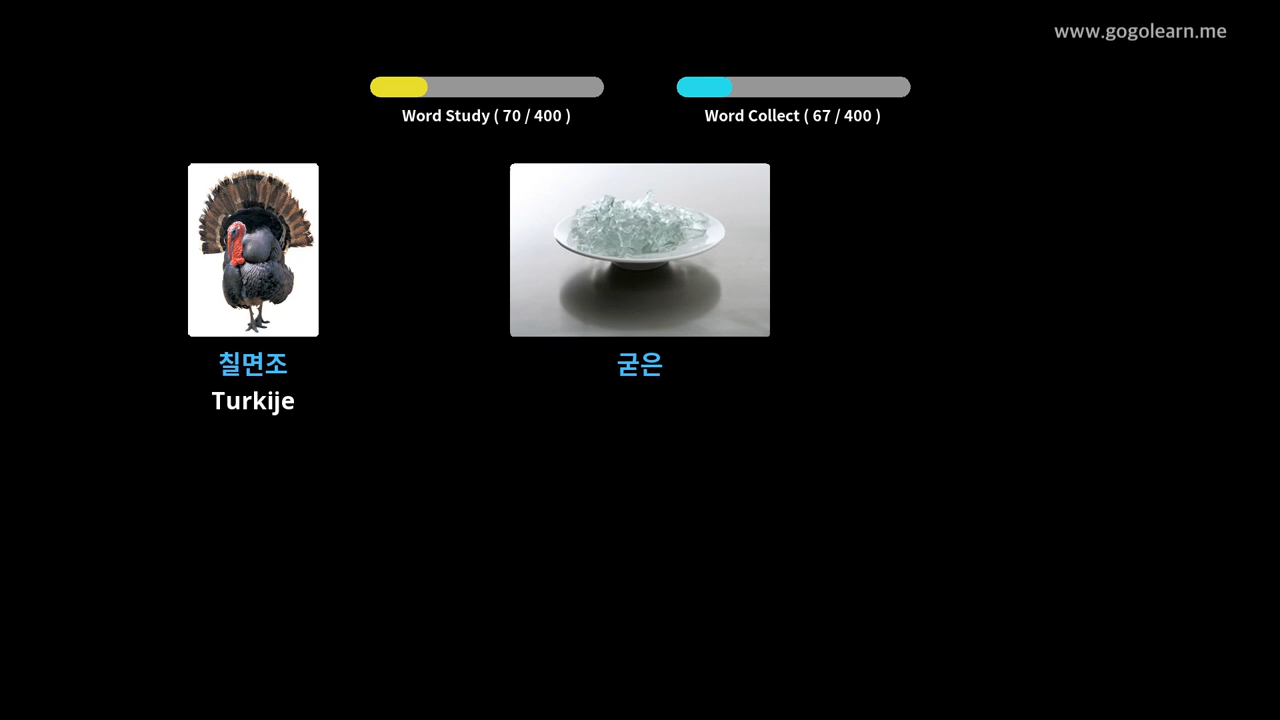 www.gogolearn.me
Word Study ( 70 / 400 )
Word Collect ( 67 / 400 )
칠면조
Turkije
굳은